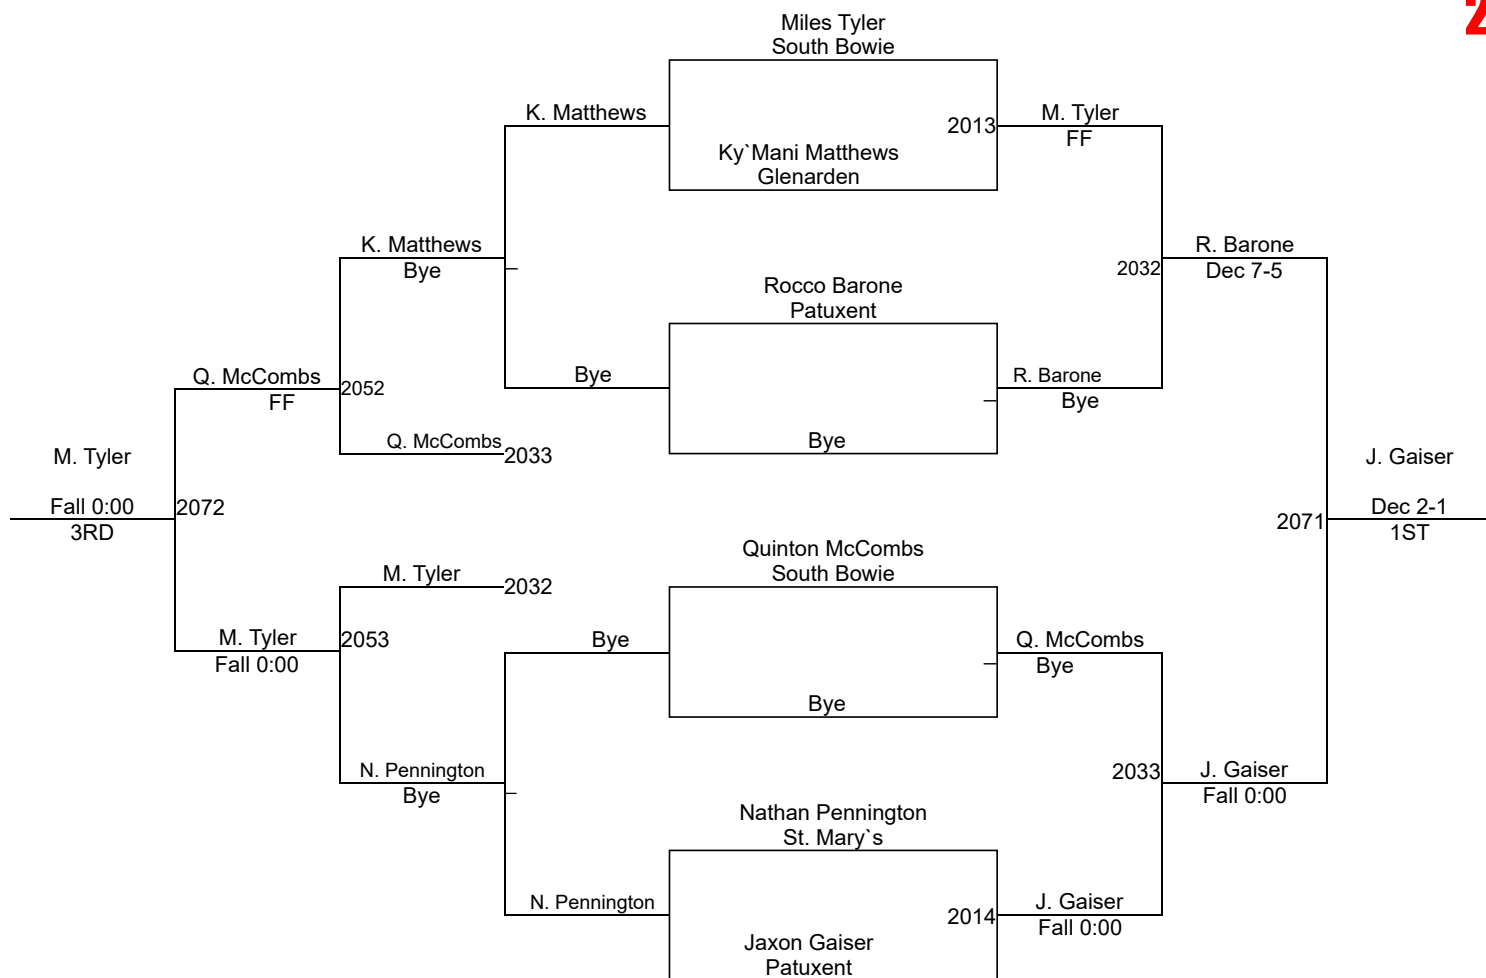 2
Miles Tyler
South Bowie
K. Matthews
2013
M. Tyler
FF
Ky`Mani Matthews
Glenarden
K. Matthews
Bye
2032
R. Barone
Dec 7-5
Rocco Barone
Patuxent
Q. McCombs
FF
2052
Bye
R. Barone
Bye
Q. McCombs
2033
Bye
M. Tyler
Fall 0:00
3RD
2072
J. Gaiser
Dec 2-1
1ST
2071
Quinton McCombs
South Bowie
M. Tyler
2032
M. Tyler
Fall 0:00
2053
Bye
Q. McCombs
Bye
Bye
N. Pennington
Bye
2033
J. Gaiser
Fall 0:00
Nathan Pennington
St. Mary`s
N. Pennington
2014
J. Gaiser
Fall 0:00
Jaxon Gaiser
Patuxent